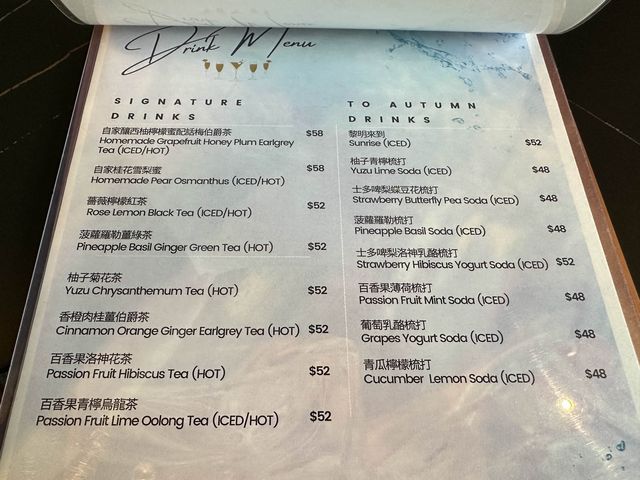 Drink Menu
SIGNATURE
DRINKS
自家釀西柚檸檬蜜配話梅伯爵茶 $58
Homemade Grapefruit Honey Plum Earlgrey
Tea (ICED/HOT)
自家桂花雪梨蜜 $58
Homemade Pear Osmanthus (ICED/HOT)
薔薇檸檬紅茶 $52
Rose Lemon Black Tea (ICED/HOT)
菠蘿羅勒薑綠茶
Pineapple Basil Ginger Green Tea (HOT) $52
柚子菊花茶
Yuzu Chrysanthemum Tea (HOT) $52
香橙肉桂薑伯爵茶
Cinnamon Orange Ginger Earlgrey Tea (HOT) $52
百香果洛神花茶
Passion Fruit Hibiscus Tea (HOT) $52
百香果青檸烏龍茶
Passion Fruit Lime Oolong Tea (ICED/HOT) $52
TO AUTUMN
DRINKS
黎明來到
Sunrise (ICED) $52
柚子青檸梳打
Yuzu Lime Soda (ICED) $48
士多啤梨蝶豆花梳打
Strawberry Butterfly Pea Soda (ICED) $48
菠蘿羅勒梳打
Pineapple Basil Soda (ICED) $48
士多啤梨洛神乳酪梳打
Strawberry Hibiscus Yogurt Soda (ICED) $52
百香果薄荷梳打
Passion Fruit Mint Soda (ICED) $48
葡萄乳酪梳打
Grapes Yogurt Soda (ICED) $48
青瓜檸檬梳打
Cucumber Lemon Soda (ICED) $48